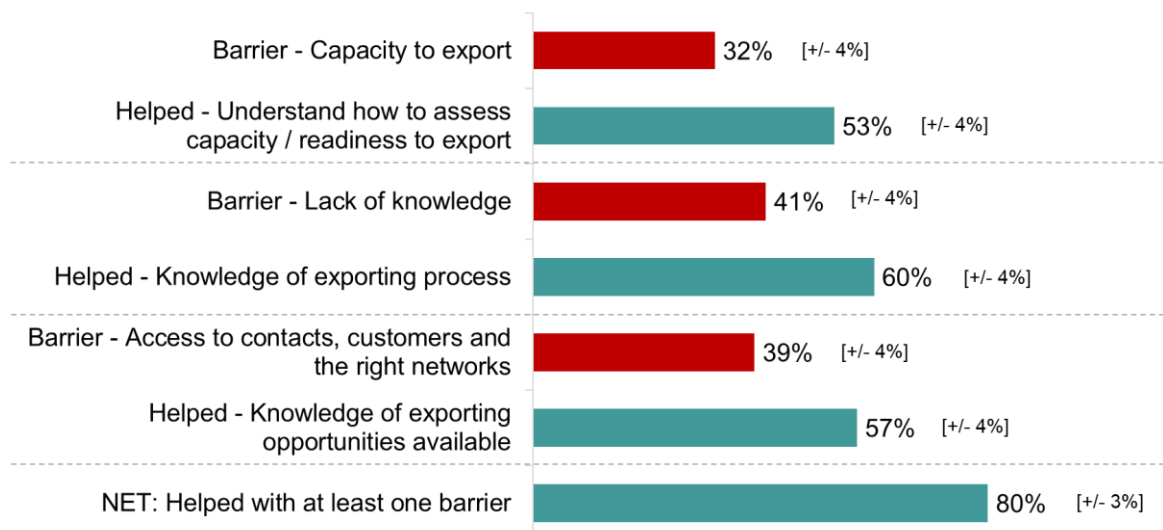 Barrier - Capacity to export
32% [+/- 4%]
Helped - Understand how to assess
capacity / readiness to export
53% [+/- 4%]
Barrier - Lack of knowledge
41% [+/- 4%]
Helped - Knowledge of exporting process
60% [+/- 4%]
Barrier - Access to contacts, customers and
the right networks
39% [+/- 4%]
Helped - Knowledge of exporting
opportunities available
57% [+/- 4%]
NET: Helped with at least one barrier
80% [+/- 3%]